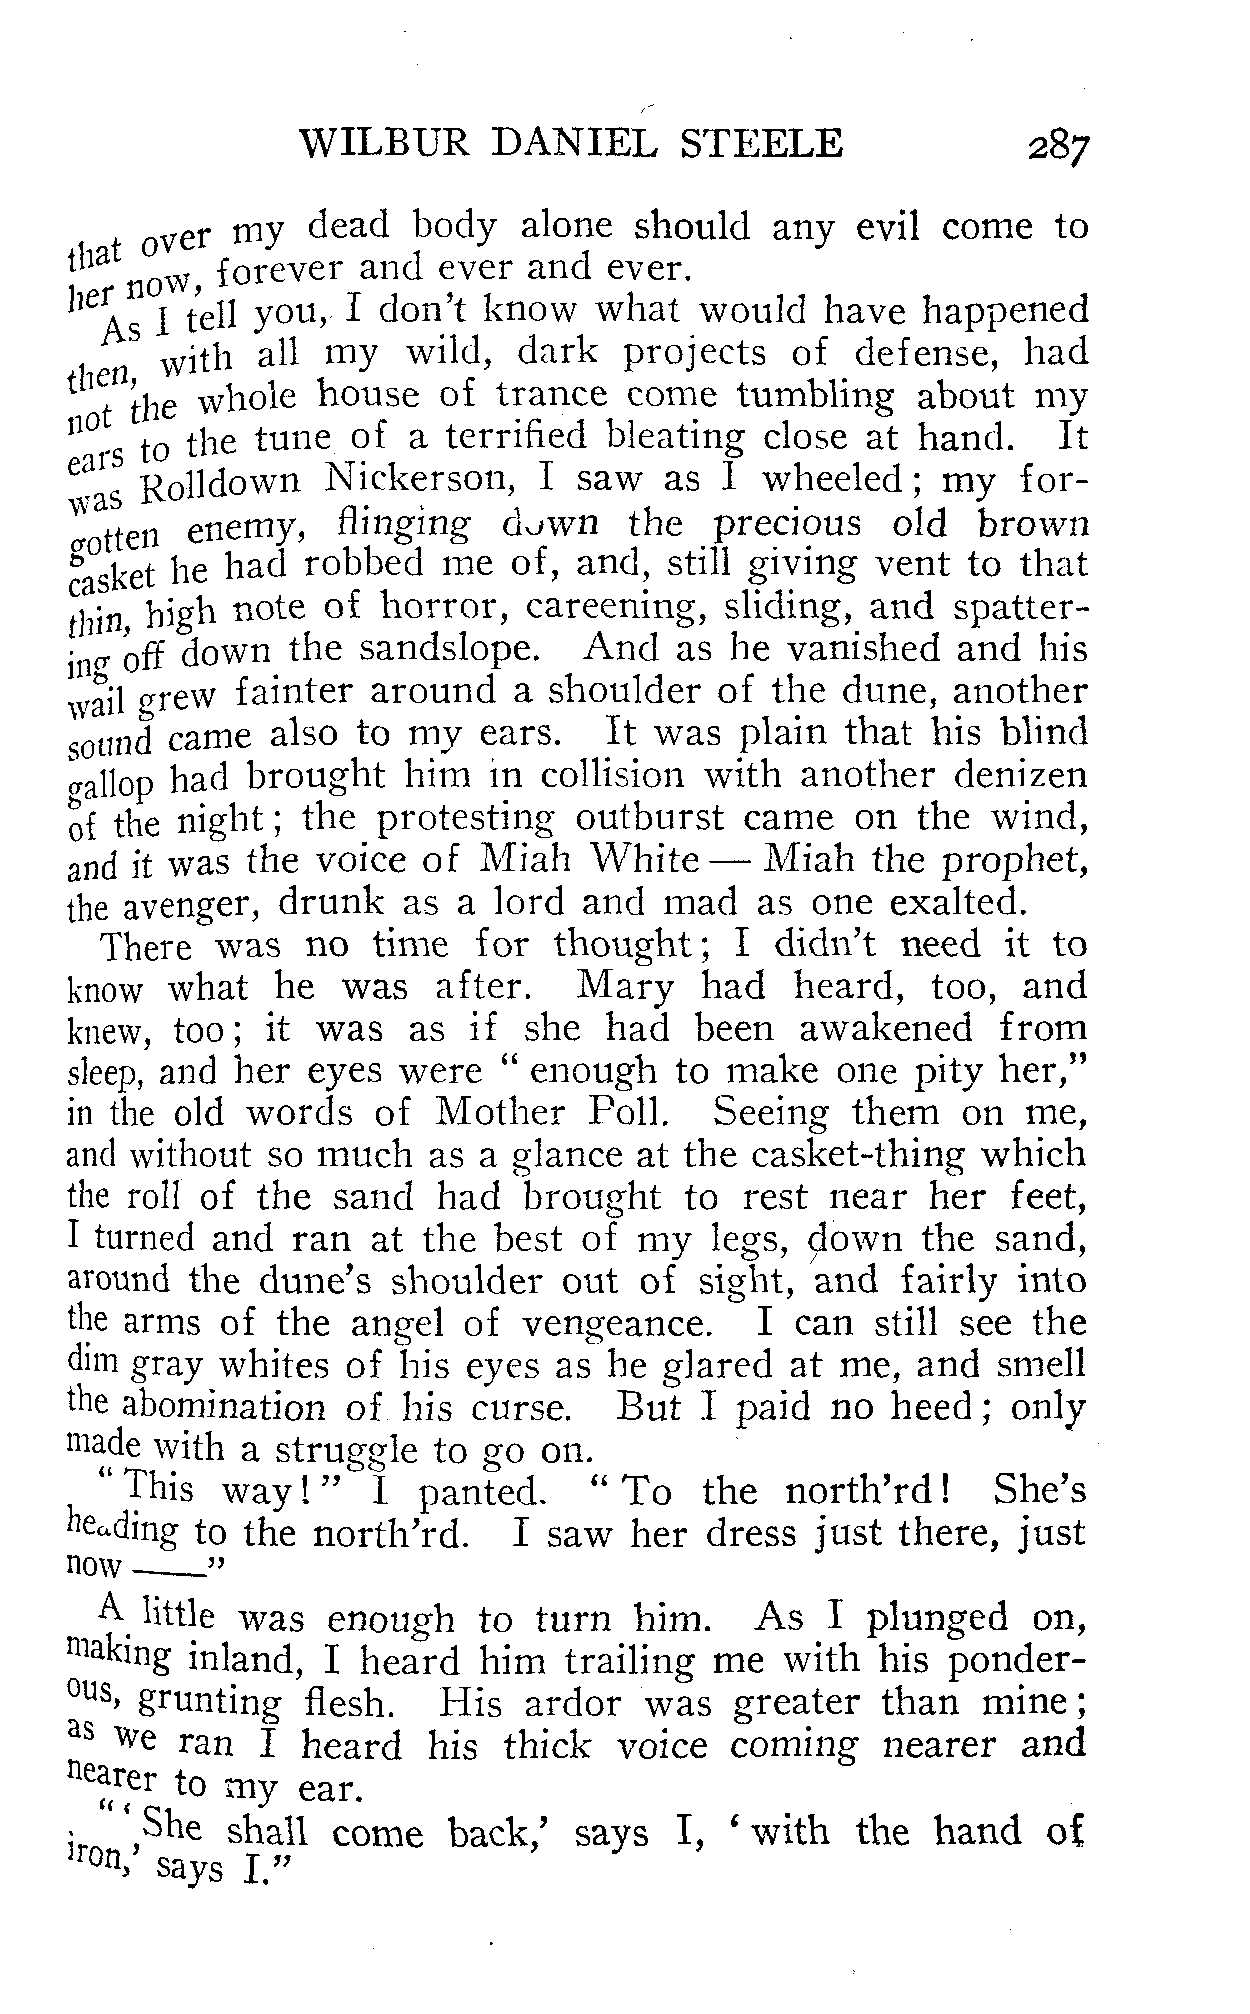 WILBUR DANIEL STEELE 287
that over my dead body alone should any evil come to
her now, forever and ever and ever.
As I tell you, I don't know what would have happened
then, with all my wild, dark projects of defense, had
not the whole house of trance come tumbling about my
ears to the tune of a terrified bleating close at hand. It
was Rolldown Nickerson, I saw as I wheeled; my for-
gotten enemy, flinging down the precious old brown
casket he had robbed me of, and, still giving vent to that
thin, high note of horror, careening, sliding, and spatter-
ing off down the sandslope. And as he vanished and his
wail grew fainter around a shoulder of the dune, another
sound came also to my ears. It was plain that his blind
gallop had brought him in collision with another denizen
of the night; the protesting outburst came on the wind,
and it was the voice of Miah White — Miah the prophet,
the avenger, drunk as a lord and mad as one exalted.
There was no time for thought; I didn't need it to
know what he was after. Mary had heard, too, and
knew, too; it was as if she had been awakened from
sleep, and her eyes were "enough to make one pity her,"
in the old words of Mother Poll. Seeing them on me,
and without so much as a glance at the casket-thing which
the roll of the sand had brought to rest near her feet,
I turned and ran at the best of my legs, down the sand,
around the dune's shoulder out of sight, and fairly into
the arms of the angel of vengeance. I can still see the
dim gray whites of his eyes as he glared at me, and smell
the abomination of his curse. But I paid no heed; only
made with a struggle to go on.
"This way!" I panted. "To the north'rd! She's
heading to the north'rd. I saw her dress just there, just
now ——"
A little was enough to turn him. As I plunged on,
making inland, I heard him trailing me with his ponder-
ous, grunting flesh. His ardor was greater than mine;
as we ran I heard his thick voice coming nearer and
nearer to my ear.
"'She shall come back,' says I, 'with the hand of
iron,' says I."